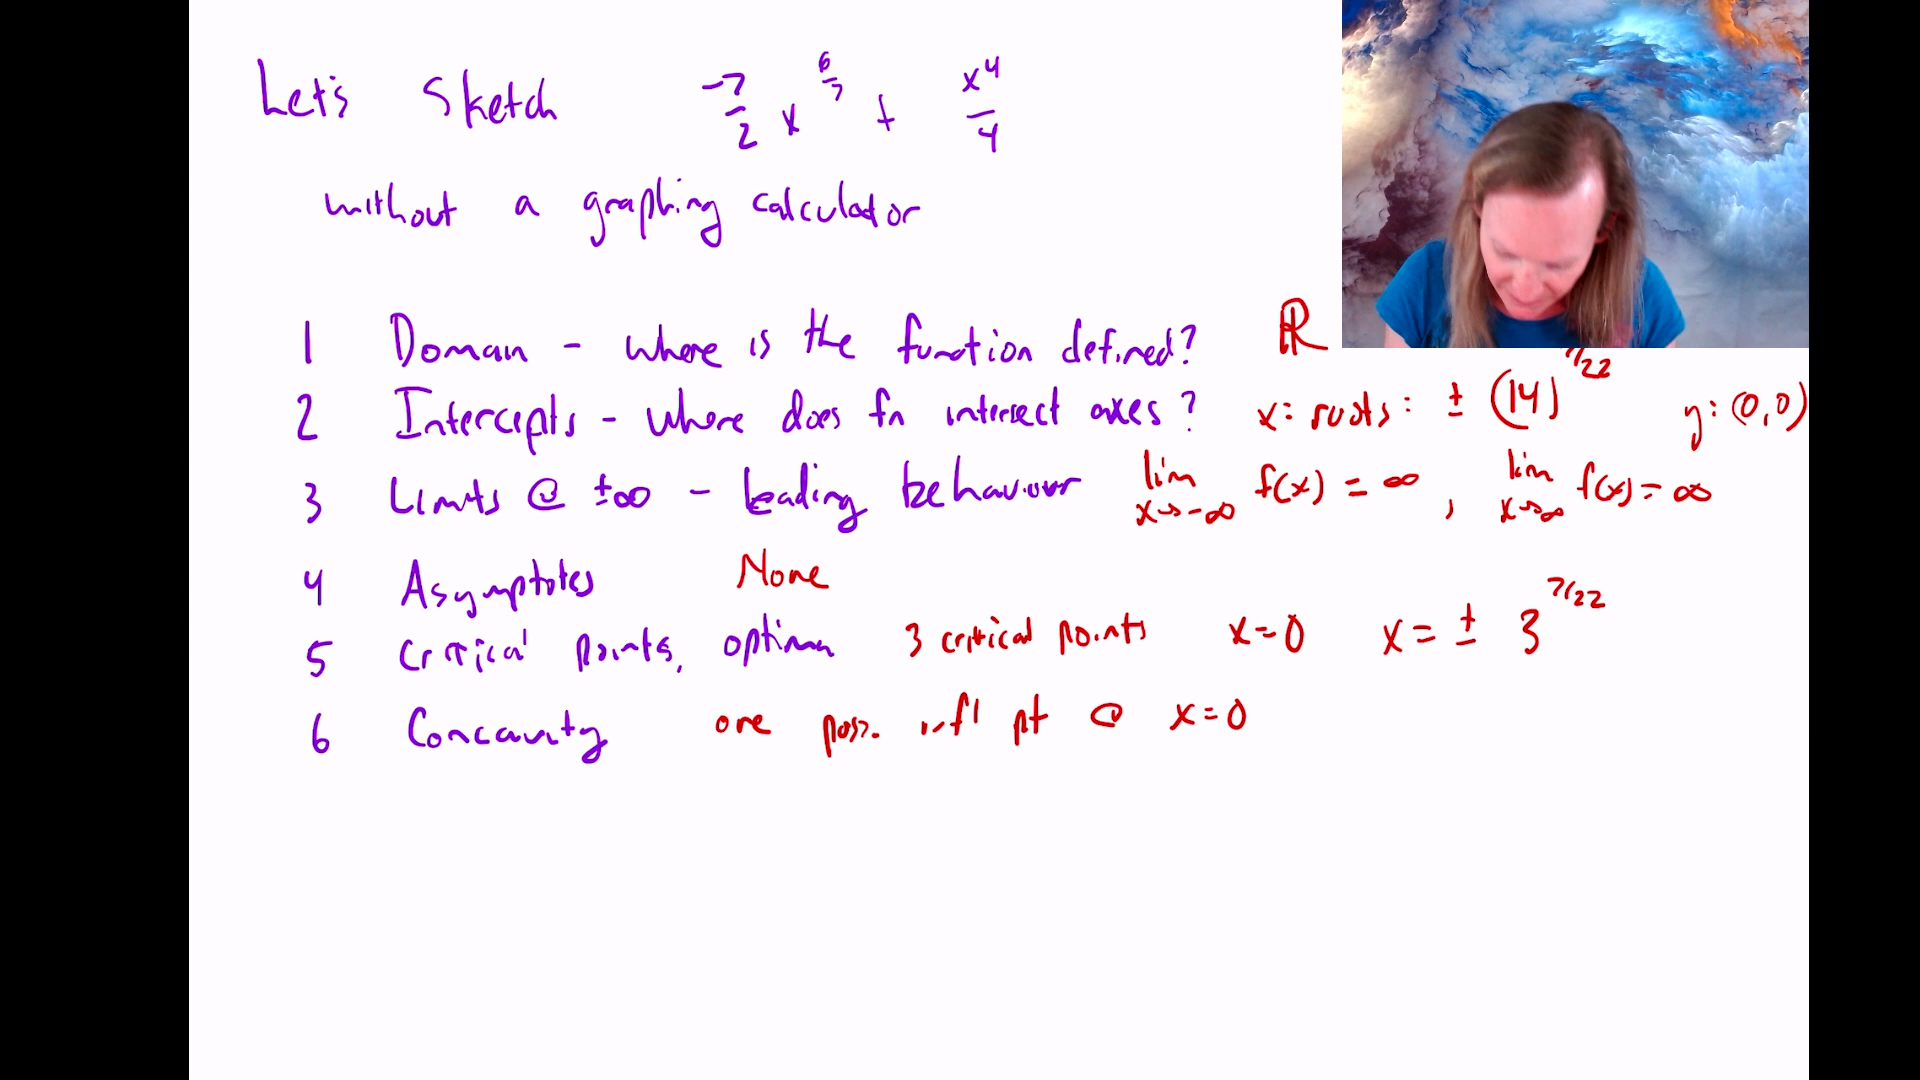 Let's Sketch -7/2 x^6/7 + x^4/4
without a graphing calculator
1 Domain - where is the function defined? ℝ
2 Intercepts - where does fn intersect axes? x: roots: ± (14)^7/22 y: (0,0)
3 Limits @ ±∞ - leading behaviour lim x→-∞ f(x) = ∞, lim x→∞ f(x) = ∞
4 Asymptotes None
5 Critical points, optima 3 critical points x=0 x = ± 3^7/22
6 Concavity one poss. infl pt @ x=0